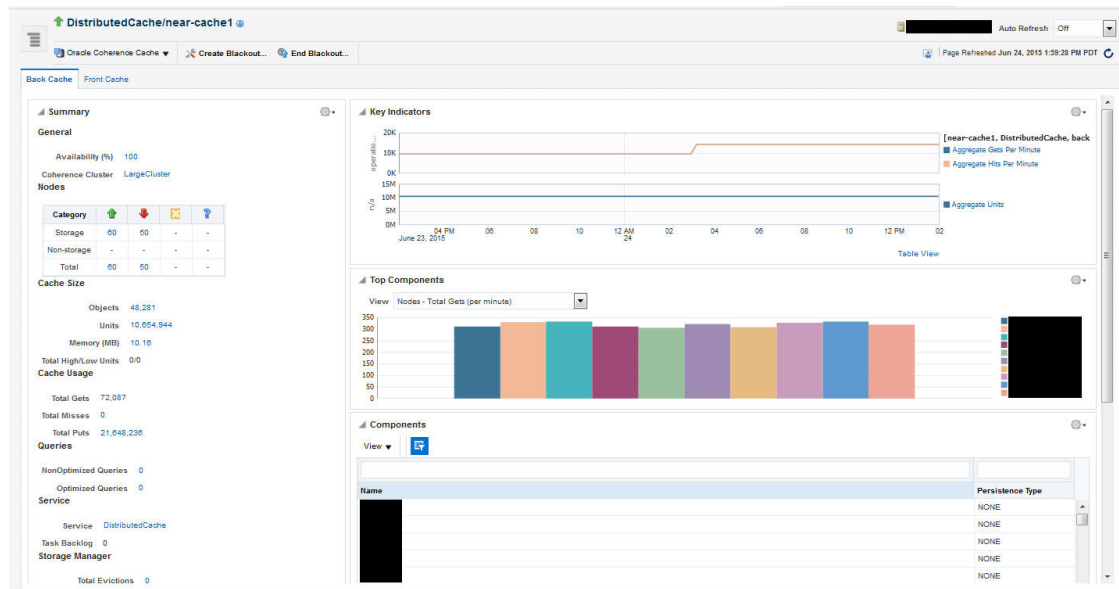 DistributedCache/near-cache1
Auto Refresh Off
Oracle Coherence Cache Create Blackout... End Blackout...
Page Refreshed Jun 24, 2015 1:59:28 PM PDT
Back Cache Front Cache
Summary
General
Availability (%) 100
Coherence Cluster LargeCluster
Nodes
Category
Storage 60 50 - -
Non-storage - - - -
Total 60 50 - -
Cache Size
Objects 48,281
Units 10,654,944
Memory (MB) 10.16
Total High/Low Units 0/0
Cache Usage
Total Gets 72,087
Total Misses 0
Total Puts 21,648,236
Queries
NonOptimized Queries 0
Optimized Queries 0
Service
Service DistributedCache
Task Backlog 0
Storage Manager
Total Evictions 0
Key Indicators
20K
10K
0K
operatio...
[near-cache1, DistributedCache, back
Aggregate Gets Per Minute
Aggregate Hits Per Minute
15M
10M
5M
0M
n/a
Aggregate Units
04 PM 06 08 10 12 AM 02 04 06 08 10 12 PM 02
June 23, 2015 24
Table View
Top Components
View Nodes - Total Gets (per minute)
350
300
250
200
150
100
50
0
Components
View
Name Persistence Type
NONE
NONE
NONE
NONE
NONE